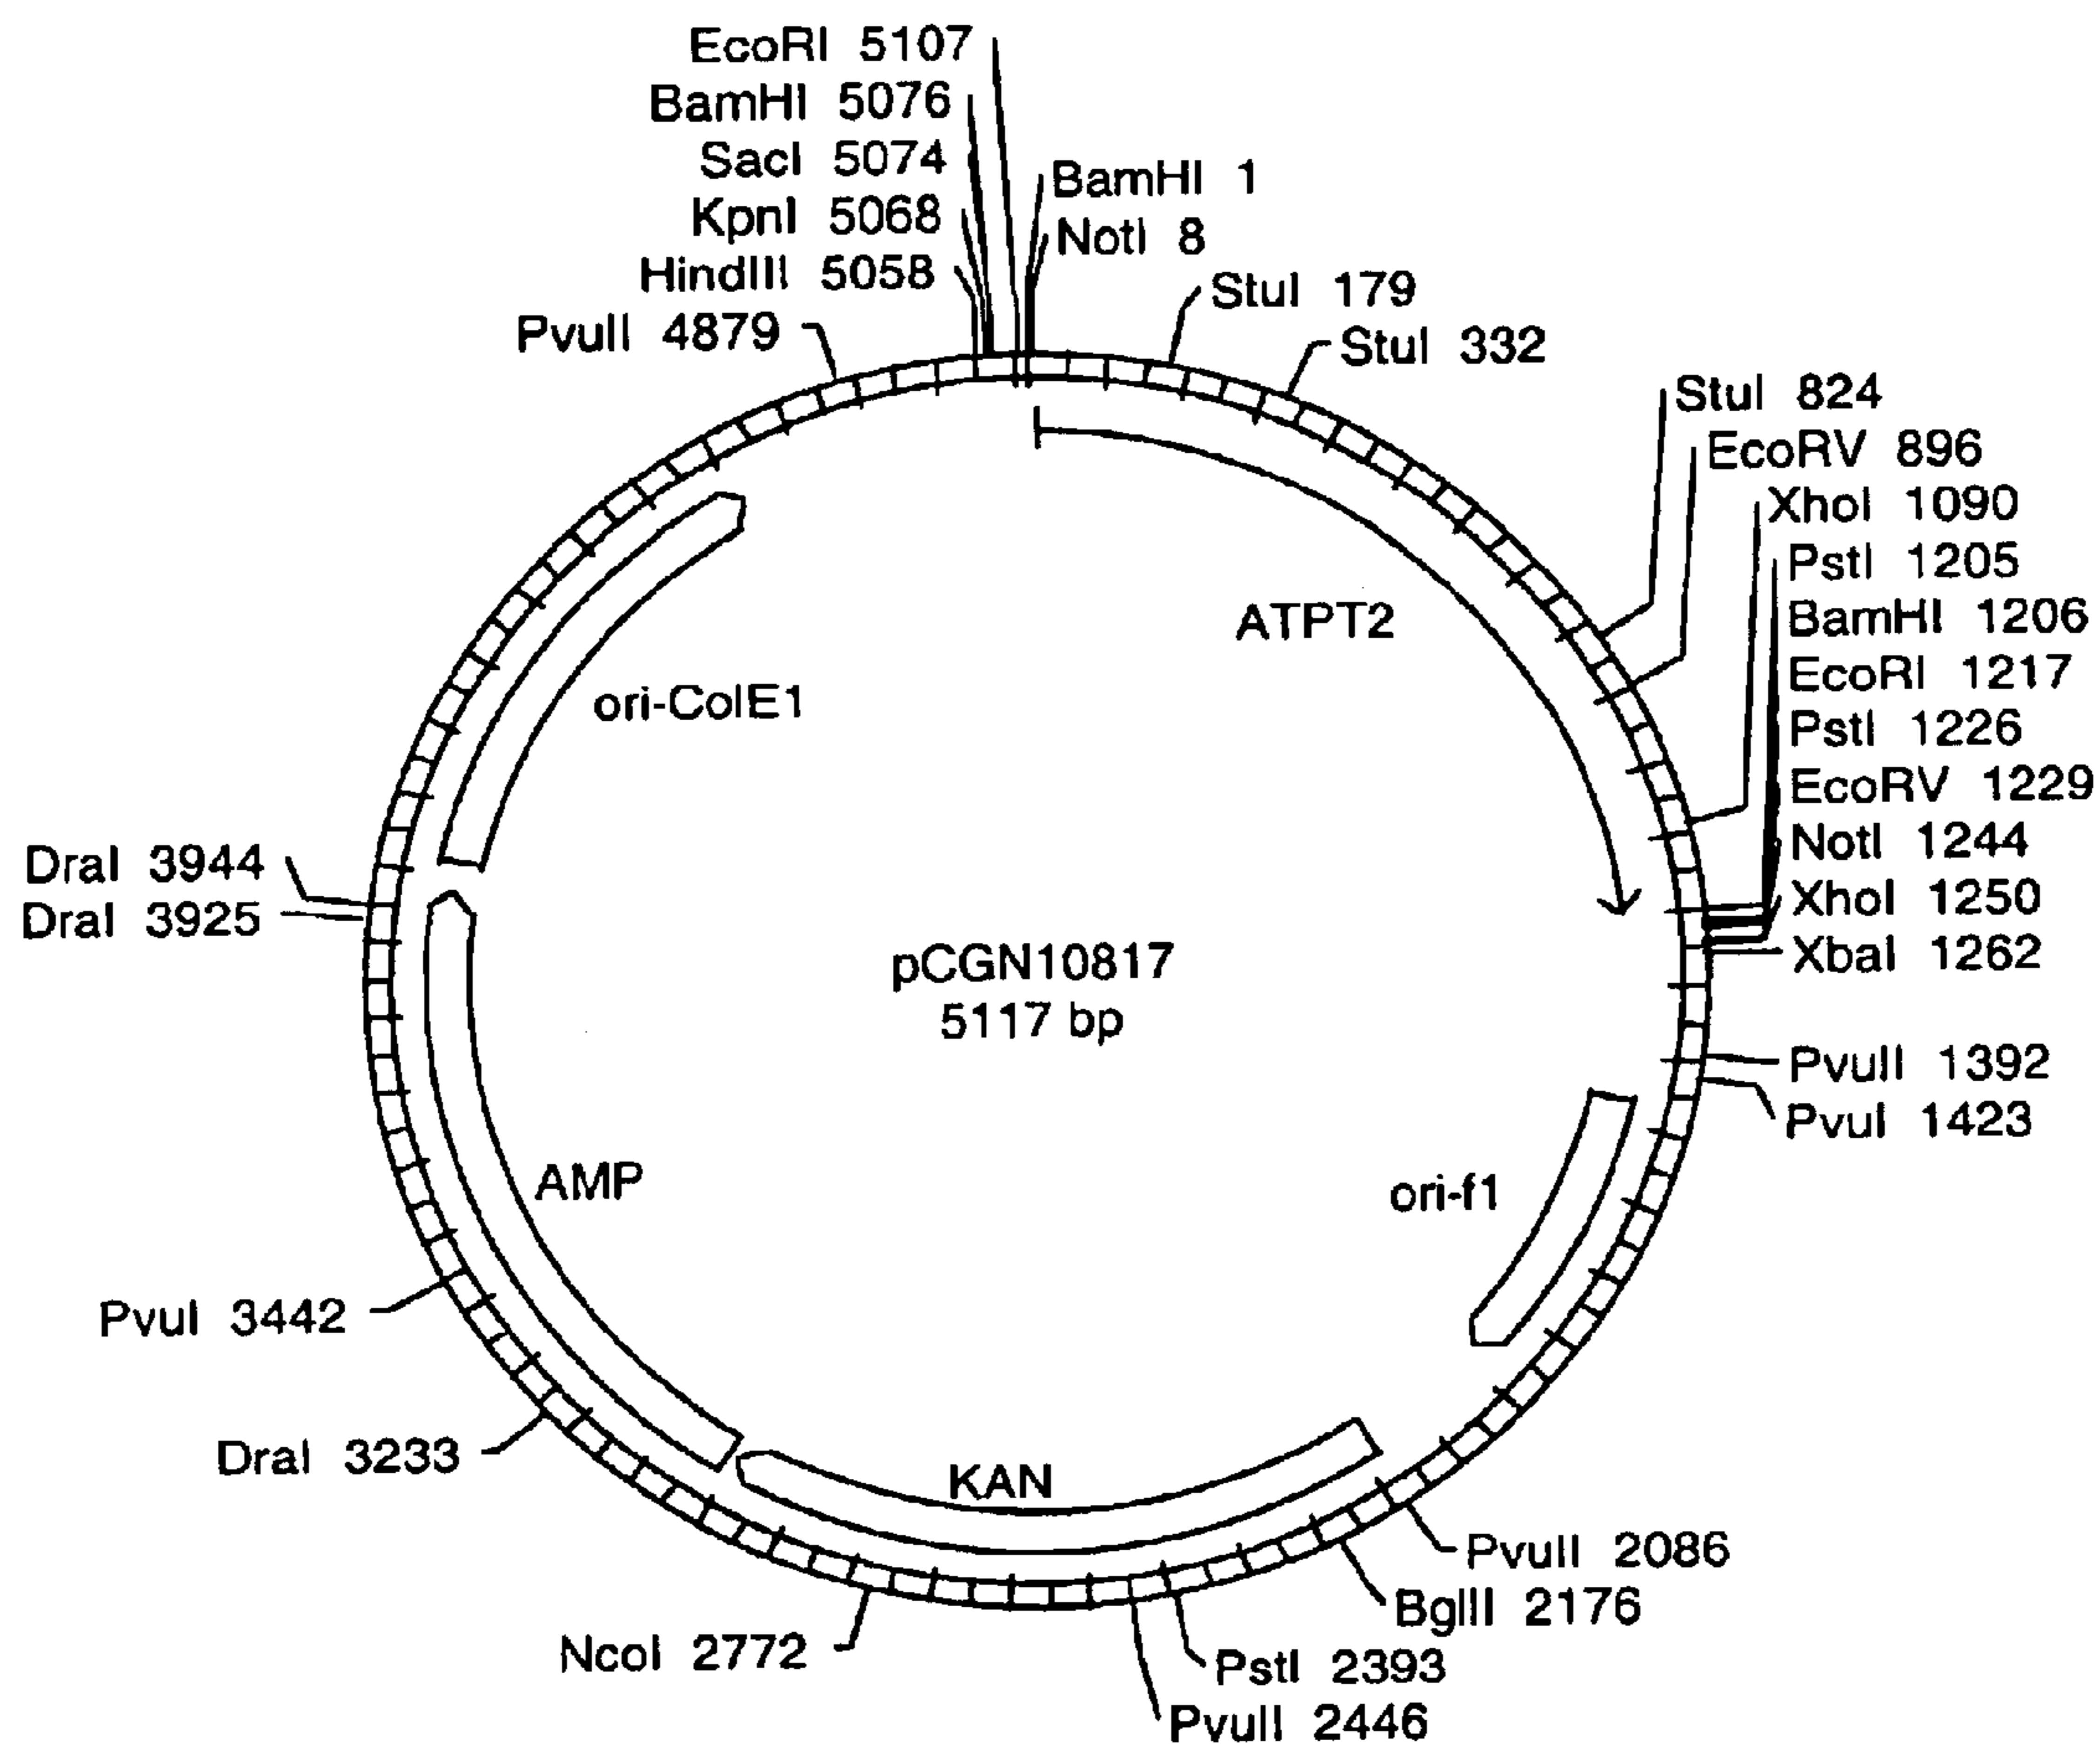 EcoRI 5107
BamHI 5076
SacI 5074
KpnI 5068
HindIII 5058
PvuII 4879
BamHI 1
NotI 8
StuI 179
StuI 332
StuI 824
EcoRV 896
XhoI 1090
PstI 1205
BamHI 1206
EcoRI 1217
PstI 1226
EcoRV 1229
NotI 1244
XhoI 1250
XbaI 1262
PvuII 1392
PvuI 1423
ATPT2
ori-ColE1
DraI 3944
DraI 3925
pCGN10817
5117 bp
AMP
ori-f1
PvuI 3442
DraI 3233
KAN
PvuII 2086
BglII 2176
NcoI 2772
PstI 2393
PvuII 2446